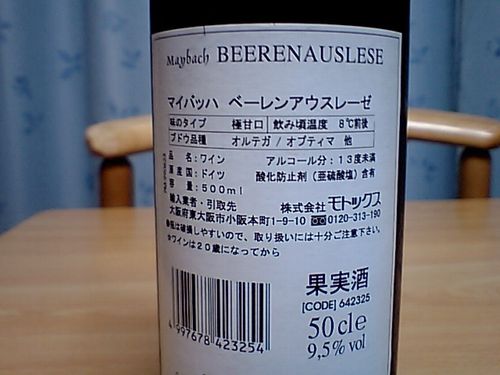 Maybach BEERENAUSLESE
マイバッハ ベーレンアウスレーゼ
味のタイプ 極甘口 飲み頃温度 8℃前後
ブドウ品種 オルテガ / オプティマ 他
品 名:ワイン アルコール分:13度未満
原産国:ドイツ 酸化防止剤(亜硫酸塩)含有
容 量:500ml
輸入業者・引取先 株式会社 モトックス
大阪府東大阪市小阪本町1-9-10 0120-313-190
瓶は破損しやすいので、取り扱いには十分ご注意下さい。
☆ワインは20歳になってから
果実酒
[CODE] 642325
50cle
9,5% vol
4 997678 423254